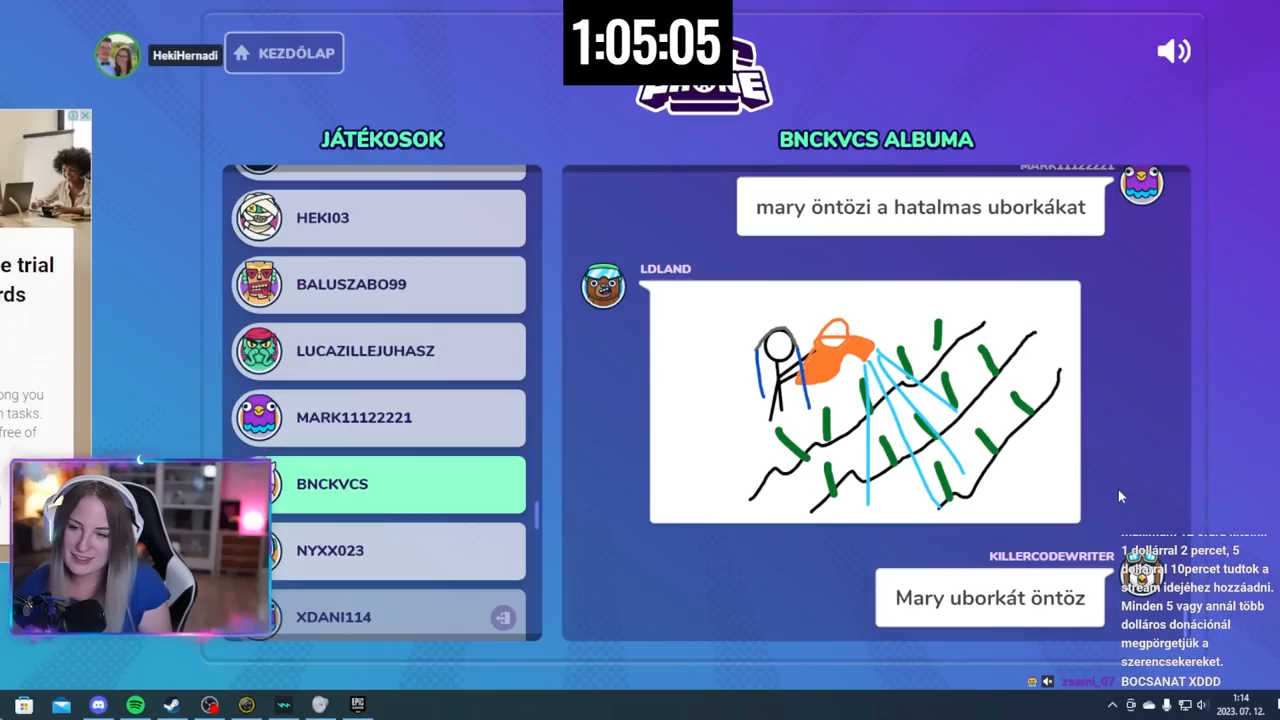 1:05:05
HekiHernadi
KEZDŐLAP
PHONE
JÁTÉKOSOK
BNCKVCS ALBUMA
MARK11122221
mary öntözi a hatalmas uborkákat
HEKI03
LDLAND
BALUSZABO99
LUCAZILLEJUHASZ
MARK11122221
BNCKVCS
NYXX023
XDANI114
KILLERCODEWRITER
Mary uborkát öntöz
e trial
rds
ong you
n tasks.
free of
1 dollárral 2 percet, 5
dollárral 10percet tudtok a
stream idejéhez hozzáadni.
Minden 5 vagy annál több
dolláros donációnál
megpörgetjük a
szerencsekereket.
zsami_07 BOCSANAT XDDD
EPIC
1:14
2023. 07. 12.